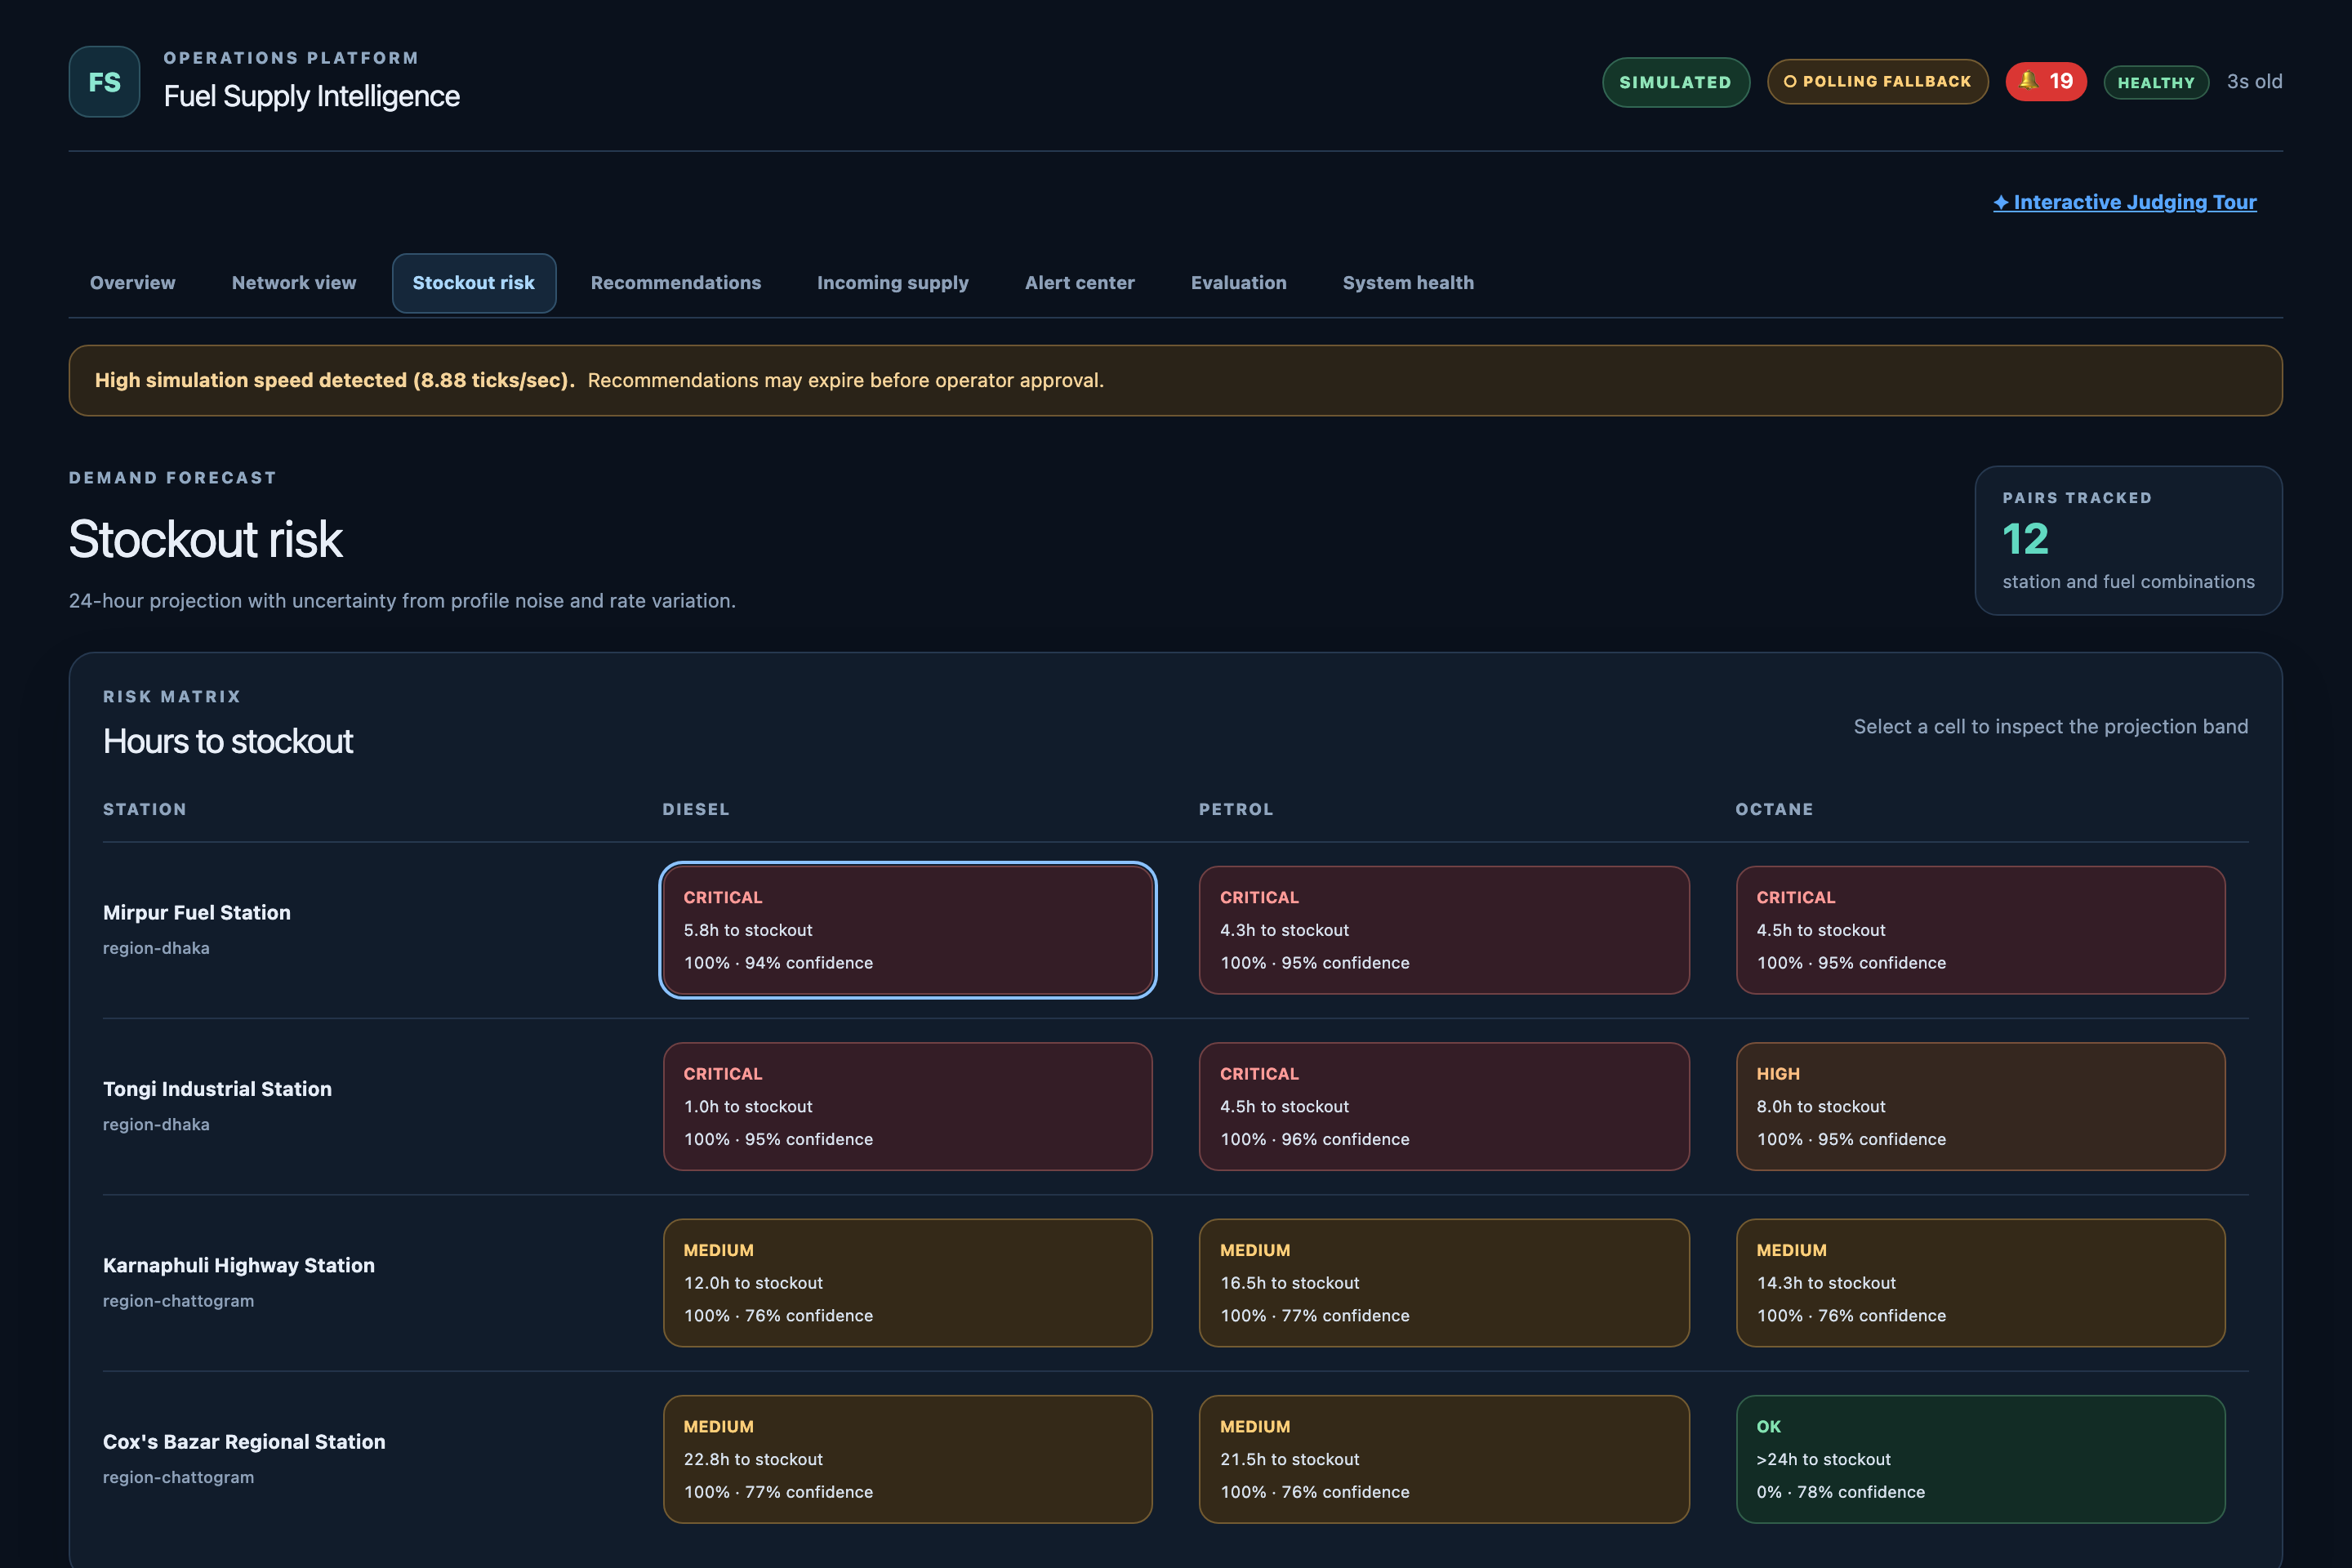 FS
OPERATIONS PLATFORM
Fuel Supply Intelligence
SIMULATED
POLLING FALLBACK
🔔 19
HEALTHY
3s old
✦ Interactive Judging Tour
Overview
Network view
Stockout risk
Recommendations
Incoming supply
Alert center
Evaluation
System health
High simulation speed detected (8.88 ticks/sec). Recommendations may expire before operator approval.
DEMAND FORECAST
Stockout risk
24-hour projection with uncertainty from profile noise and rate variation.
PAIRS TRACKED
12
station and fuel combinations
RISK MATRIX
Hours to stockout
Select a cell to inspect the projection band
STATION
DIESEL
PETROL
OCTANE
Mirpur Fuel Station
region-dhaka
CRITICAL
5.8h to stockout
100% · 94% confidence
CRITICAL
4.3h to stockout
100% · 95% confidence
CRITICAL
4.5h to stockout
100% · 95% confidence
Tongi Industrial Station
region-dhaka
CRITICAL
1.0h to stockout
100% · 95% confidence
CRITICAL
4.5h to stockout
100% · 96% confidence
HIGH
8.0h to stockout
100% · 95% confidence
Karnaphuli Highway Station
region-chattogram
MEDIUM
12.0h to stockout
100% · 76% confidence
MEDIUM
16.5h to stockout
100% · 77% confidence
MEDIUM
14.3h to stockout
100% · 76% confidence
Cox's Bazar Regional Station
region-chattogram
MEDIUM
22.8h to stockout
100% · 77% confidence
MEDIUM
21.5h to stockout
100% · 76% confidence
OK
>24h to stockout
0% · 78% confidence